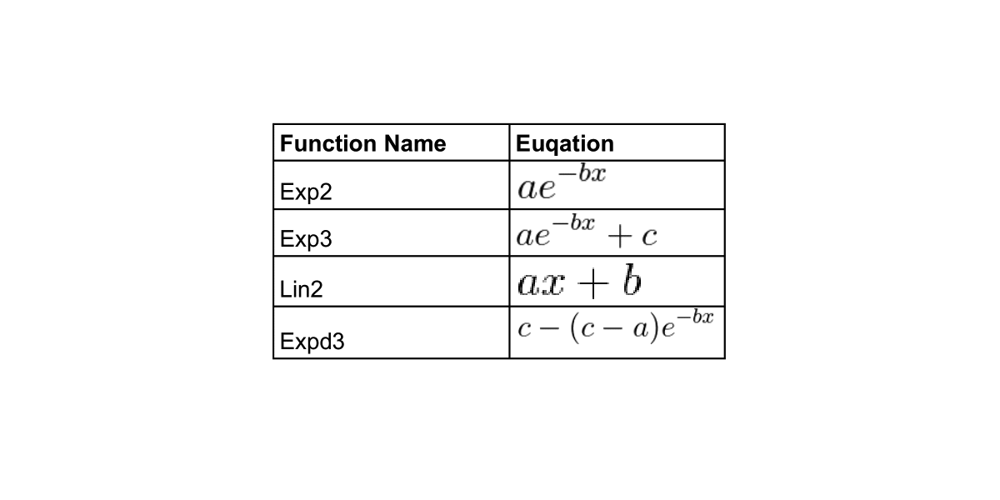 Function Name Euqation
Exp2 ae^{-bx}
Exp3 ae^{-bx} + c
Lin2 ax + b
Expd3 c - (c - a)e^{-bx}